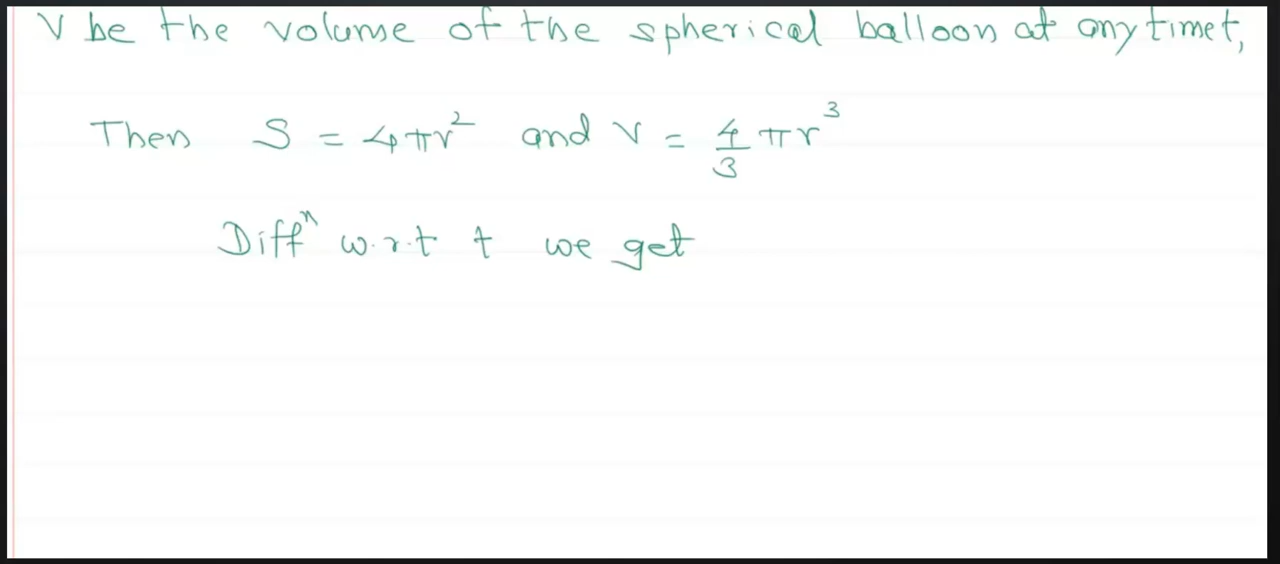 V be the volume of the spherical balloon at any time t,
Then S = 4πr² and V = 4/3 πr³
Diffⁿ w.r.t t we get